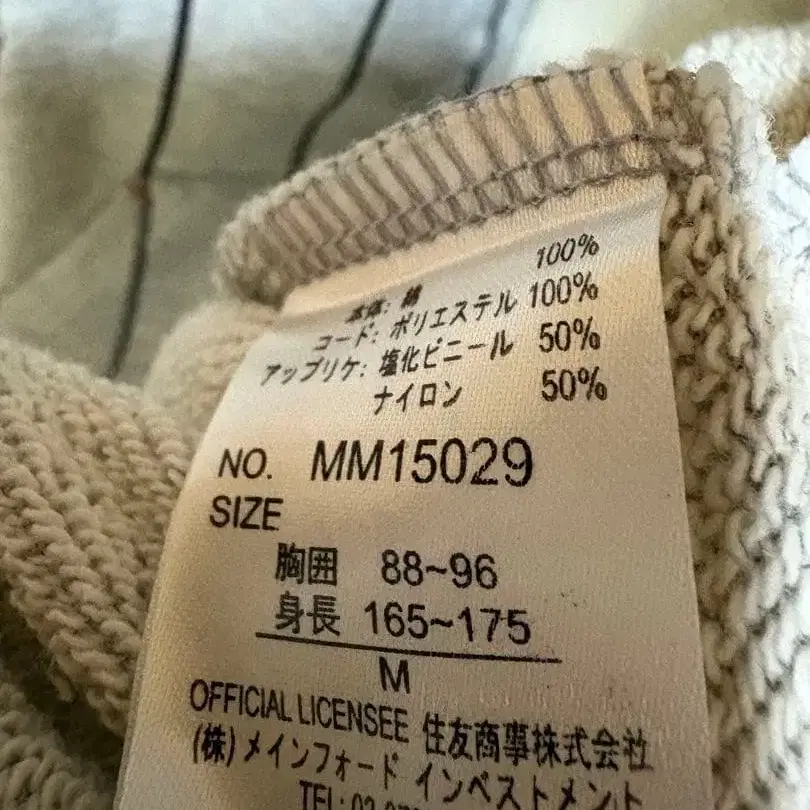 本体: 綿 100%
コード: ポリエステル 100%
アップリケ: 塩化ビニール 50%
ナイロン 50%
NO. MM15029
SIZE
胸囲 88~96
身長 165~175
M
OFFICIAL LICENSEE 住友商事株式会社
(株)メインフォード インベストメント
TEL: 03